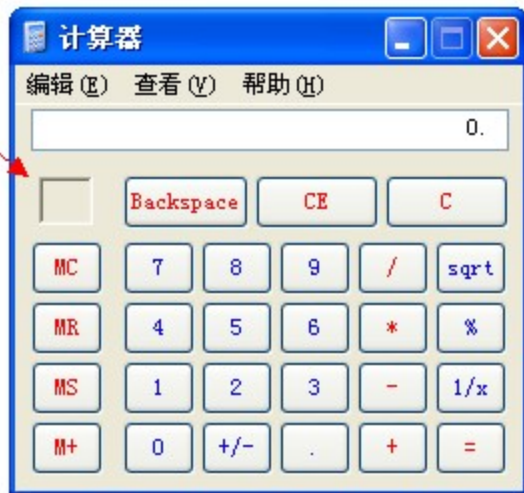 计算器
编辑(E) 查看(V) 帮助(H)
0.
Backspace CE C
MC 7 8 9 / sqrt
MR 4 5 6 * %
MS 1 2 3 - 1/x
M+ 0 +/- . + =